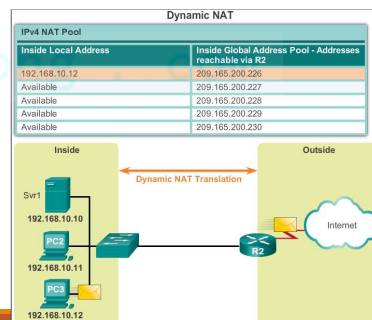 Dynamic NAT
IPv4 NAT Pool
Inside Local Address
Inside Global Address Pool - Addresses
reachable via R2
192.168.10.12
209.165.200.226
Available
209.165.200.227
Available
209.165.200.228
Available
209.165.200.229
Available
209.165.200.230
Inside
Outside
Dynamic NAT Translation
Svr1
192.168.10.10
PC2
192.168.10.11
PC3
192.168.10.12
R2
Internet